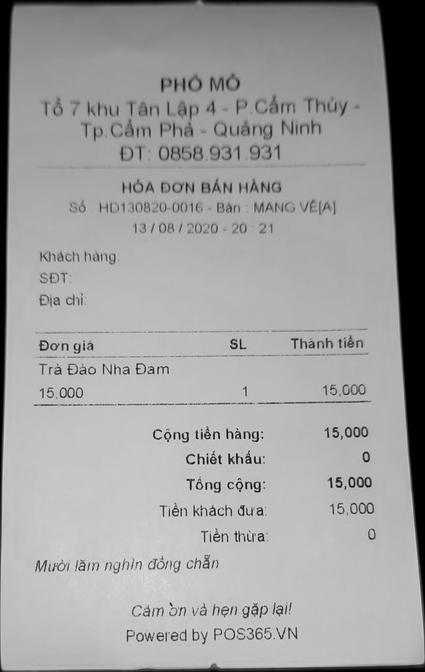 PHỐ MỎ
Tổ 7 khu Tân Lập 4 - P.Cẩm Thủy -
Tp.Cẩm Phả - Quảng Ninh
ĐT: 0858.931.931
HÓA ĐƠN BÁN HÀNG
Số : HD130820-0016 - Bàn : MANG VỀ[A]
13 / 08 / 2020 - 20 : 21
Khách hàng:
SĐT:
Địa chỉ:
Đơn giá SL Thành tiền
Trà Đào Nha Đam
15,000 1 15,000
Cộng tiền hàng: 15,000
Chiết khấu: 0
Tổng cộng: 15,000
Tiền khách đưa: 15,000
Tiền thừa: 0
Mười lăm nghìn đồng chẵn
Cảm ơn và hẹn gặp lại!
Powered by POS365.VN